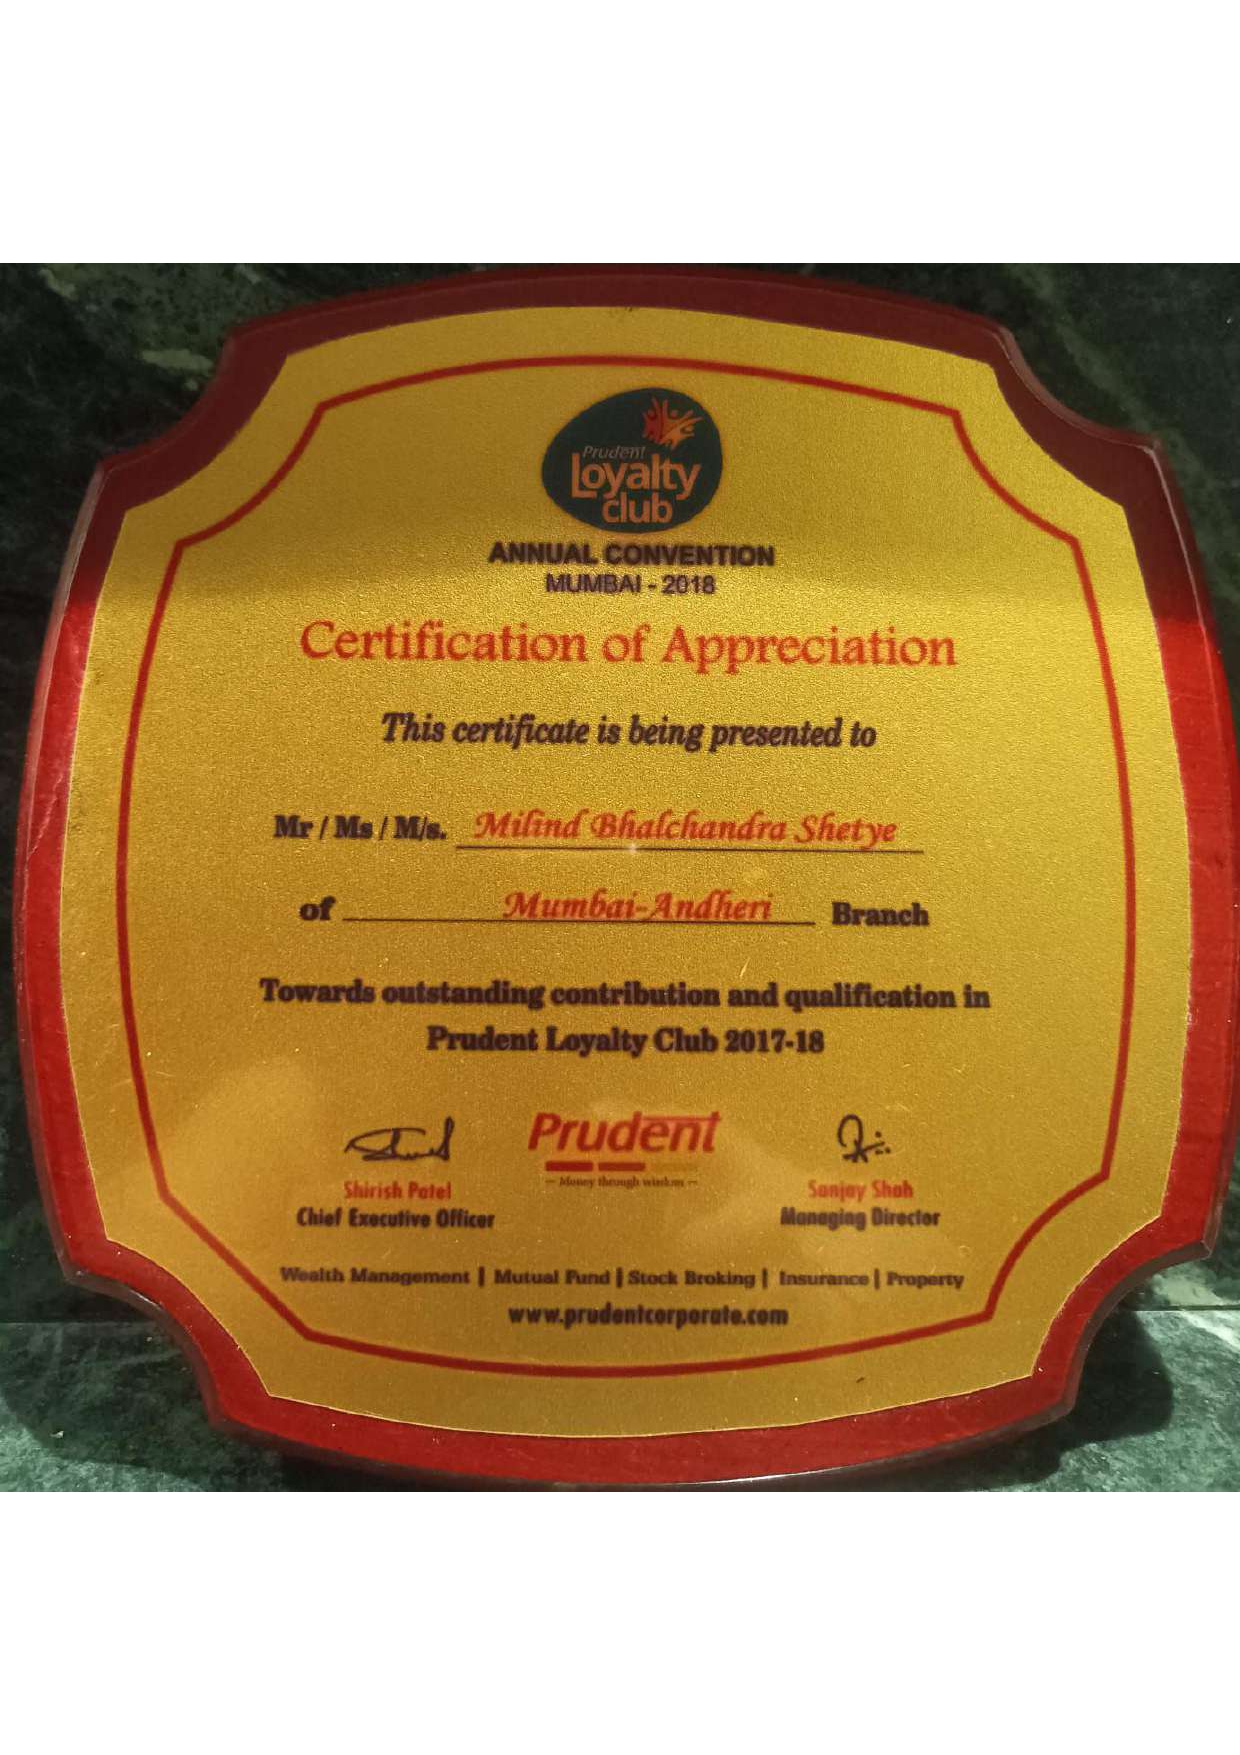 Prudent
Loyalty
club
ANNUAL CONVENTION
MUMBAI - 2018
Certification of Appreciation
This certificate is being presented to
Mr / Ms / M/s. Milind Bhalchandra Shetye
of Mumbai-Andheri Branch
Towards outstanding contribution and qualification in
Prudent Loyalty Club 2017-18
Prudent
— Money through wisdom —
Shirish Patel
Chief Executive Officer
Sanjay Shah
Managing Director
Wealth Management | Mutual Fund | Stock Broking | Insurance | Property
www.prudentcorporate.com